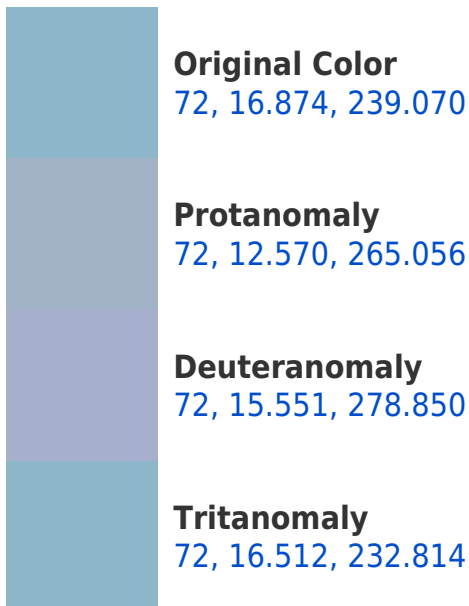 Original Color
72, 16.874, 239.070
Protanomaly
72, 12.570, 265.056
Deuteranomaly
72, 15.551, 278.850
Tritanomaly
72, 16.512, 232.814